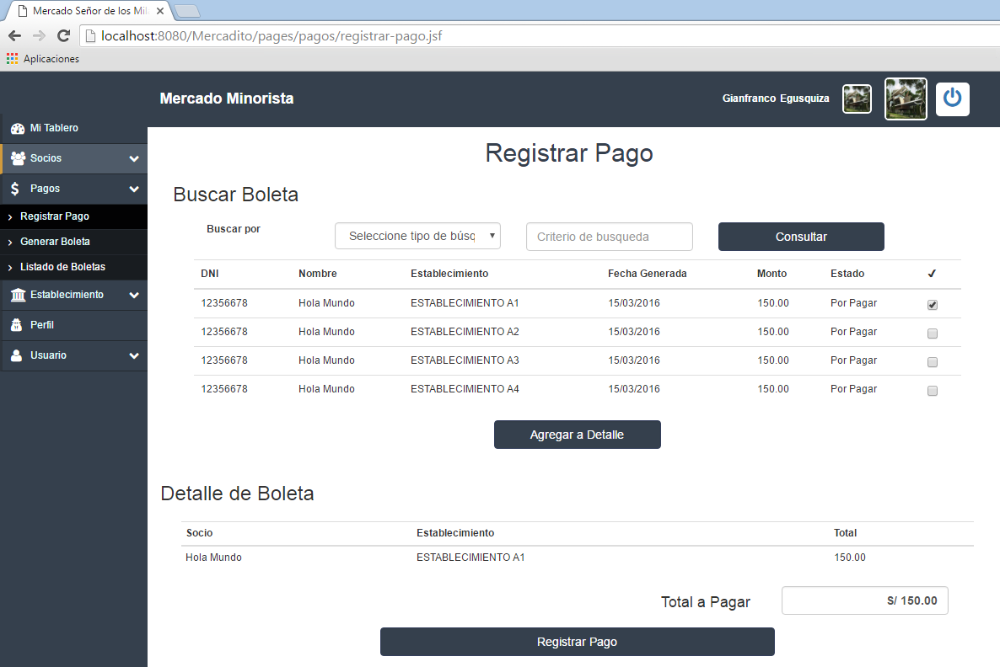 Mercado Señor de los Mil
localhost:8080/Mercadito/pages/pagos/registrar-pago.jsf
Aplicaciones
Mercado Minorista
Gianfranco Egusquiza
Mi Tablero
Socios
Pagos
Registrar Pago
Generar Boleta
Listado de Boletas
Establecimiento
Perfil
Usuario
Registrar Pago
Buscar Boleta
Buscar por
Seleccione tipo de búsq
Criterio de busqueda
Consultar
DNI Nombre Establecimiento Fecha Generada Monto Estado ✓
12356678 Hola Mundo ESTABLECIMIENTO A1 15/03/2016 150.00 Por Pagar
12356678 Hola Mundo ESTABLECIMIENTO A2 15/03/2016 150.00 Por Pagar
12356678 Hola Mundo ESTABLECIMIENTO A3 15/03/2016 150.00 Por Pagar
12356678 Hola Mundo ESTABLECIMIENTO A4 15/03/2016 150.00 Por Pagar
Agregar a Detalle
Detalle de Boleta
Socio Establecimiento Total
Hola Mundo ESTABLECIMIENTO A1 150.00
Total a Pagar S/ 150.00
Registrar Pago